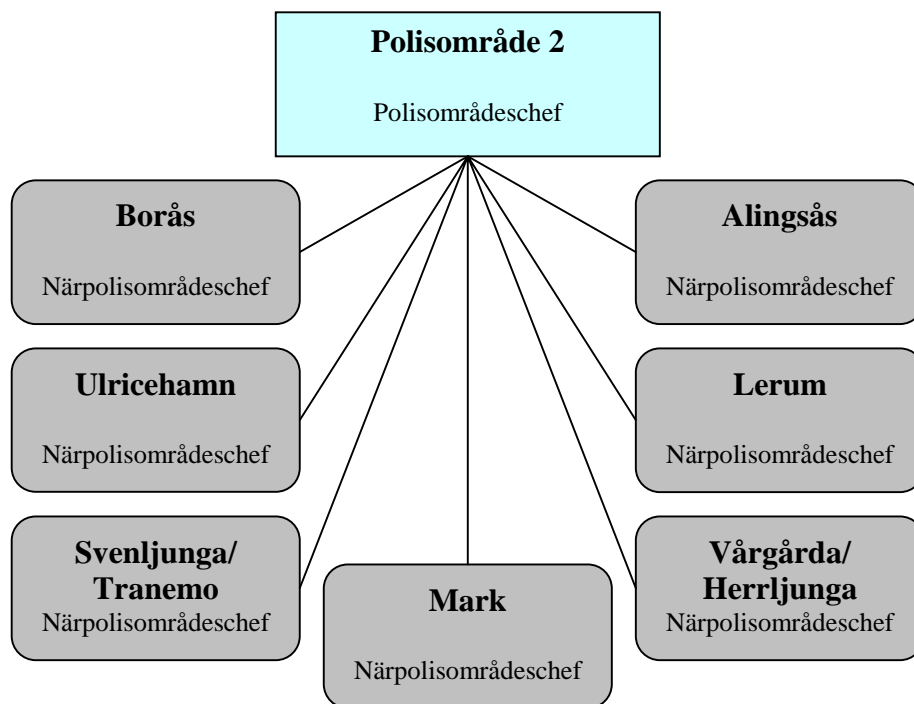 Polisområde 2
Polisområdeschef
Borås
Närpolisområdeschef
Alingsås
Närpolisområdeschef
Ulricehamn
Närpolisområdeschef
Lerum
Närpolisområdeschef
Svenljunga/
Tranemo
Närpolisområdeschef
Mark
Närpolisområdeschef
Vårgårda/
Herrljunga
Närpolisområdeschef